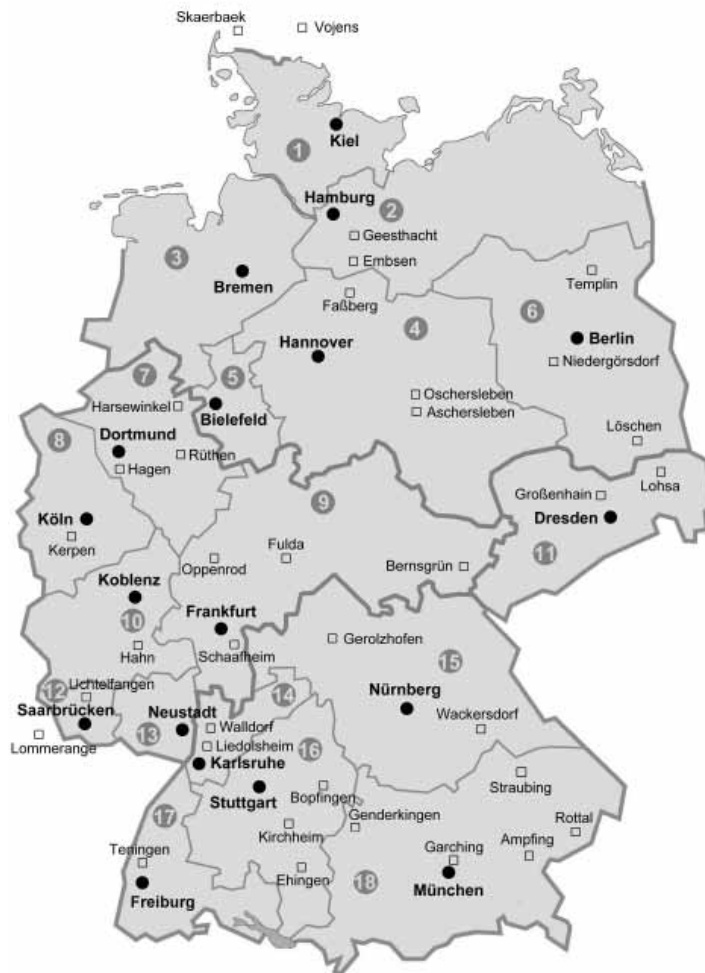 Skaerbaek
Vojens
Kiel
1
Hamburg
2
Geesthacht
3
Embsen
Bremen
Templin
Faßberg
6
4
Berlin
Hannover
Niedergörsdorf
7
5
Harsewinkel
Oschersleben
Bielefeld
Aschersleben
8
Dortmund
Löschen
Rüthen
Hagen
Lohsa
9
Großenhain
Köln
Dresden
Kerpen
Fulda
11
Oppenrod
Bernsgrün
Koblenz
10
Frankfurt
Gerolzhofen
Hahn
Schaafheim
15
Uchtelfangen
12
14
Nürnberg
Saarbrücken
Neustadt
Walldorf
Wackersdorf
13
Lommerange
Liedolsheim
16
Karlsruhe
Straubing
Stuttgart
Bopfingen
17
Genderkingen
Rottal
Kirchheim
Ampfing
Teningen
Garching
Ehingen
18
München
Freiburg